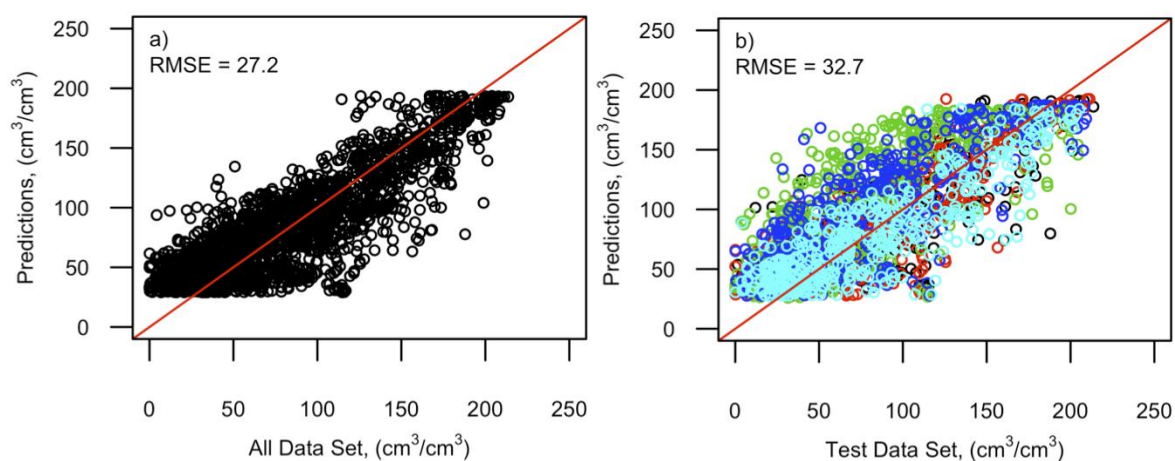 a)
RMSE = 27.2
250
200
150
100
50
0
Predictions, (cm³/cm³)
0 50 100 150 200 250
All Data Set, (cm³/cm³)
b)
RMSE = 32.7
250
200
150
100
50
0
Predictions, (cm³/cm³)
0 50 100 150 200 250
Test Data Set, (cm³/cm³)